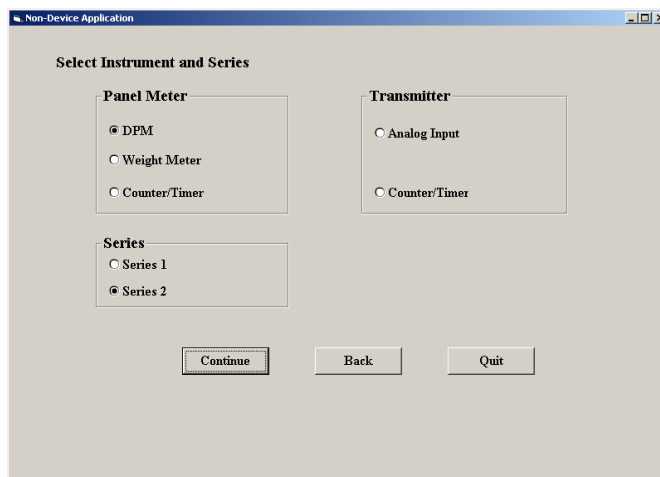 Non-Device Application
Select Instrument and Series
Panel Meter
DPM
Weight Meter
Counter/Timer
Transmitter
Analog Input
Counter/Timer
Series
Series 1
Series 2
Continue
Back
Quit